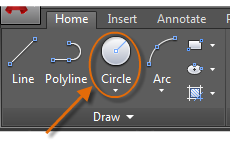 Home Insert Annotate
Line Polyline Circle Arc
Draw